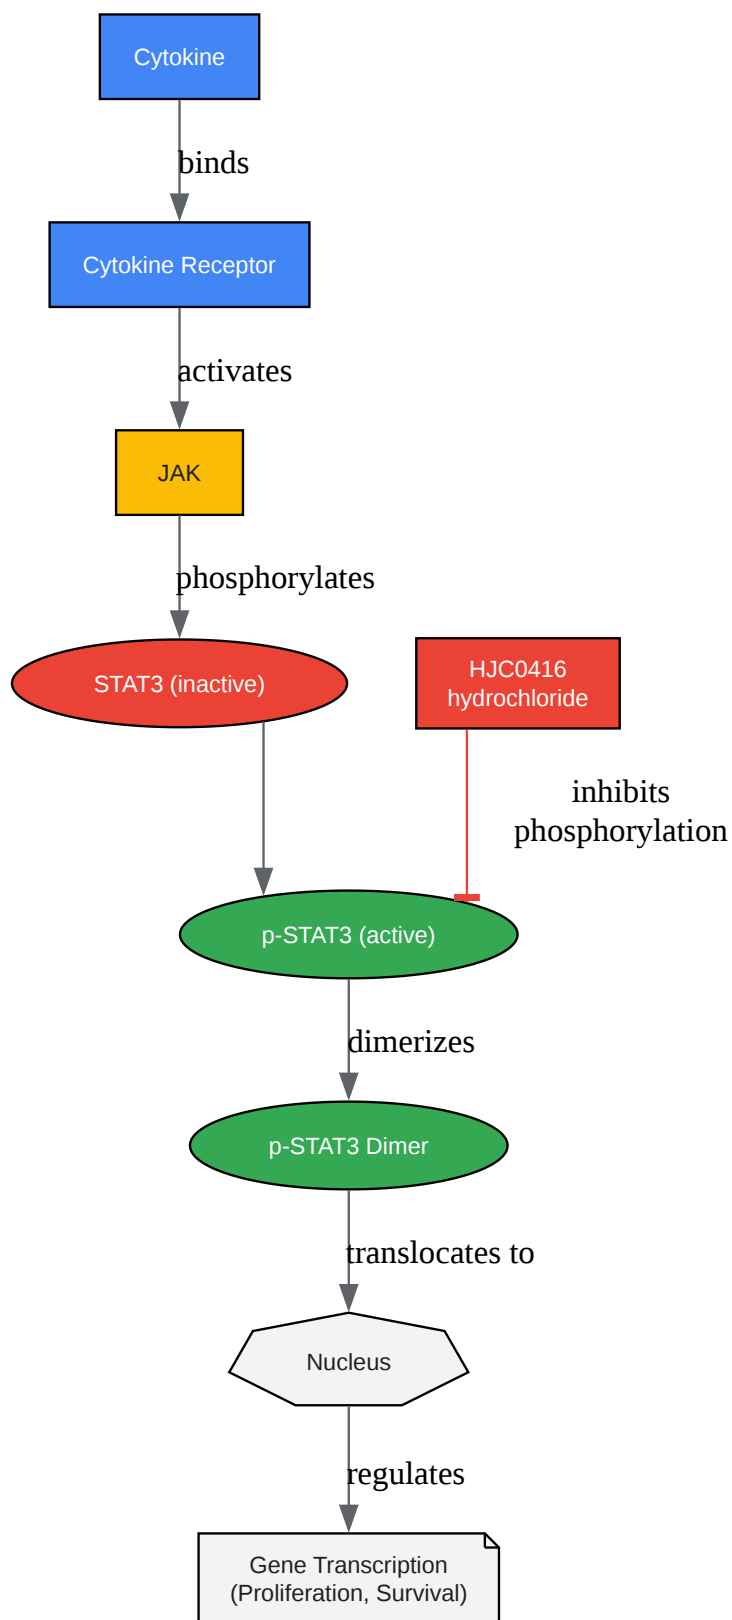 Cytokine
binds
Cytokine Receptor
activates
JAK
phosphorylates
STAT3 (inactive)
HJC0416
hydrochloride
inhibits
phosphorylation
p-STAT3 (active)
dimerizes
p-STAT3 Dimer
translocates to
Nucleus
regulates
Gene Transcription
(Proliferation, Survival)